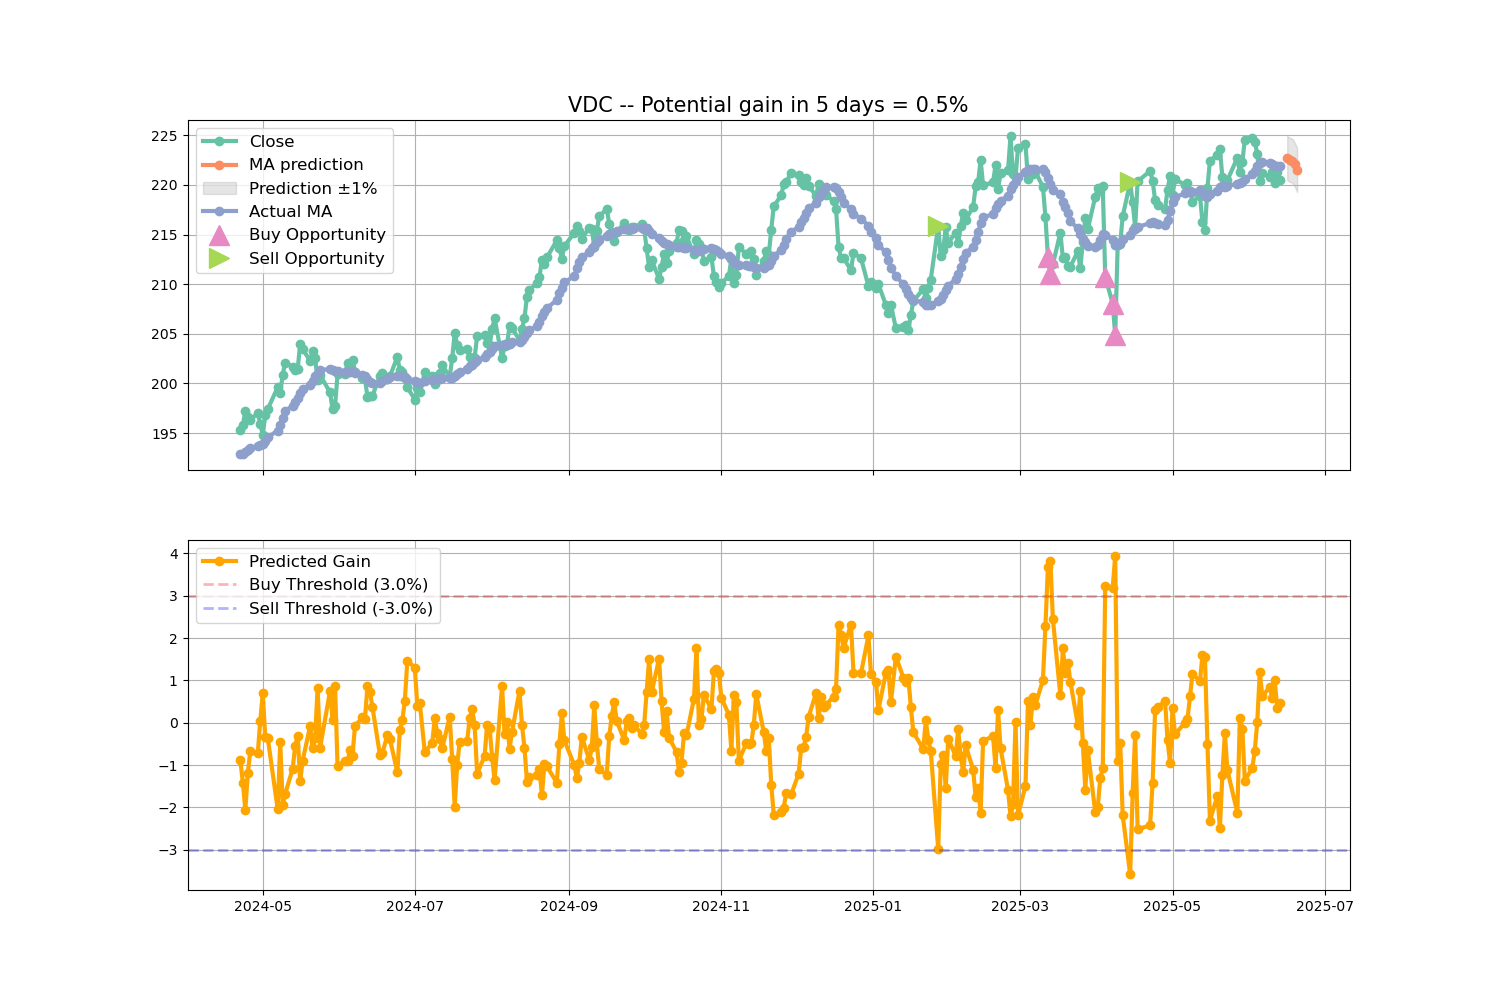 VDC -- Potential gain in 5 days = 0.5%
225
220
215
210
205
200
195
Close
MA prediction
Prediction ±1%
Actual MA
Buy Opportunity
Sell Opportunity
4
3
2
1
0
−1
−2
−3
Predicted Gain
Buy Threshold (3.0%)
Sell Threshold (-3.0%)
2024-05
2024-07
2024-09
2024-11
2025-01
2025-03
2025-05
2025-07